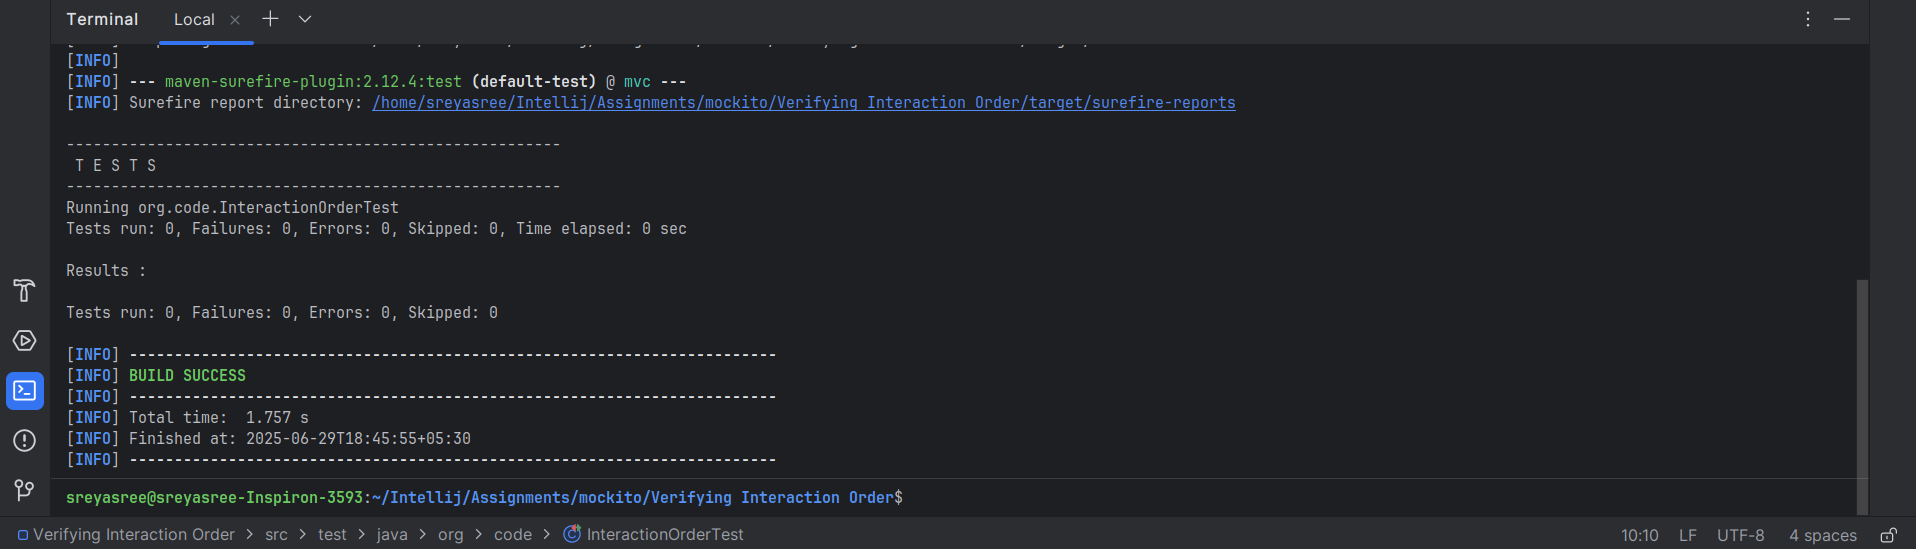 Terminal Local
[INFO]
[INFO] --- maven-surefire-plugin:2.12.4:test (default-test) @ mvc ---
[INFO] Surefire report directory: /home/sreyasree/Intellij/Assignments/mockito/Verifying Interaction Order/target/surefire-reports
-------------------------------------------------------
T E S T S
-------------------------------------------------------
Running org.code.InteractionOrderTest
Tests run: 0, Failures: 0, Errors: 0, Skipped: 0, Time elapsed: 0 sec
Results :
Tests run: 0, Failures: 0, Errors: 0, Skipped: 0
[INFO] ------------------------------------------------------------------------
[INFO] BUILD SUCCESS
[INFO] ------------------------------------------------------------------------
[INFO] Total time:  1.757 s
[INFO] Finished at: 2025-06-29T18:45:55+05:30
[INFO] ------------------------------------------------------------------------
sreyasree@sreyasree-Inspiron-3593:~/Intellij/Assignments/mockito/Verifying Interaction Order$
Verifying Interaction Order > src > test > java > org > code > InteractionOrderTest 10:10 LF UTF-8 4 spaces